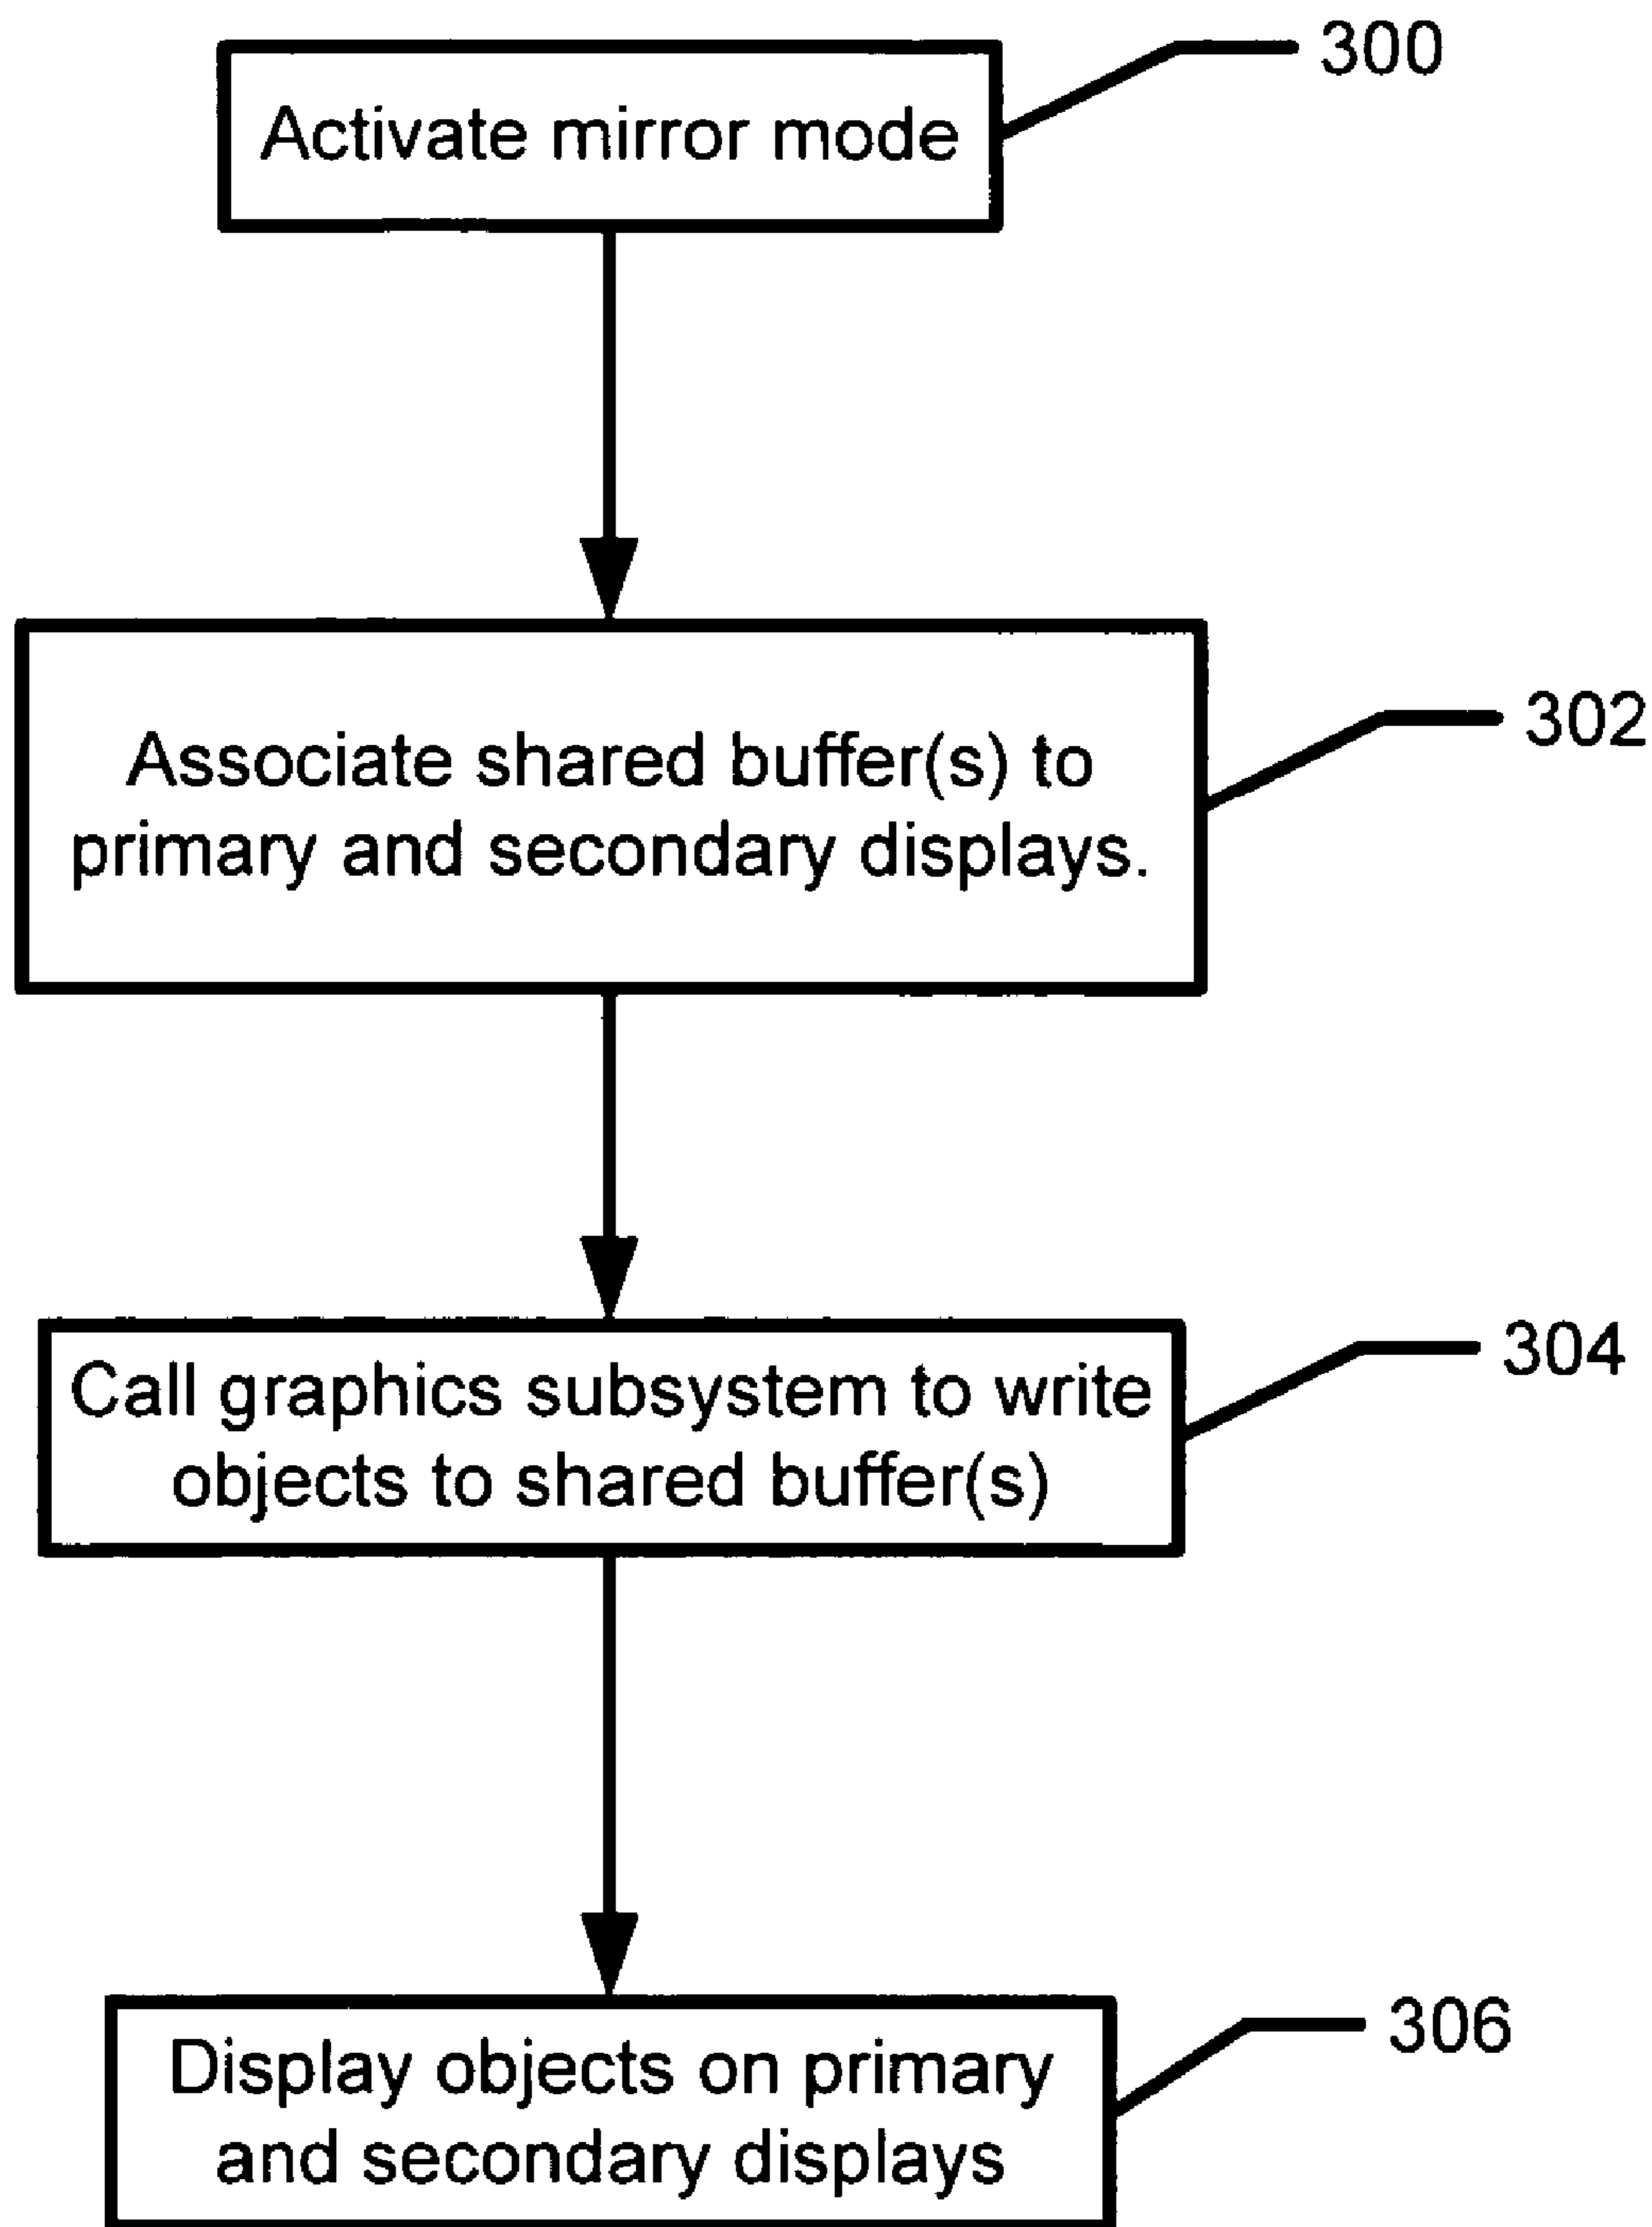 300
Activate mirror mode
302
Associate shared buffer(s) to
primary and secondary displays.
304
Call graphics subsystem to write
objects to shared buffer(s)
306
Display objects on primary
and secondary displays